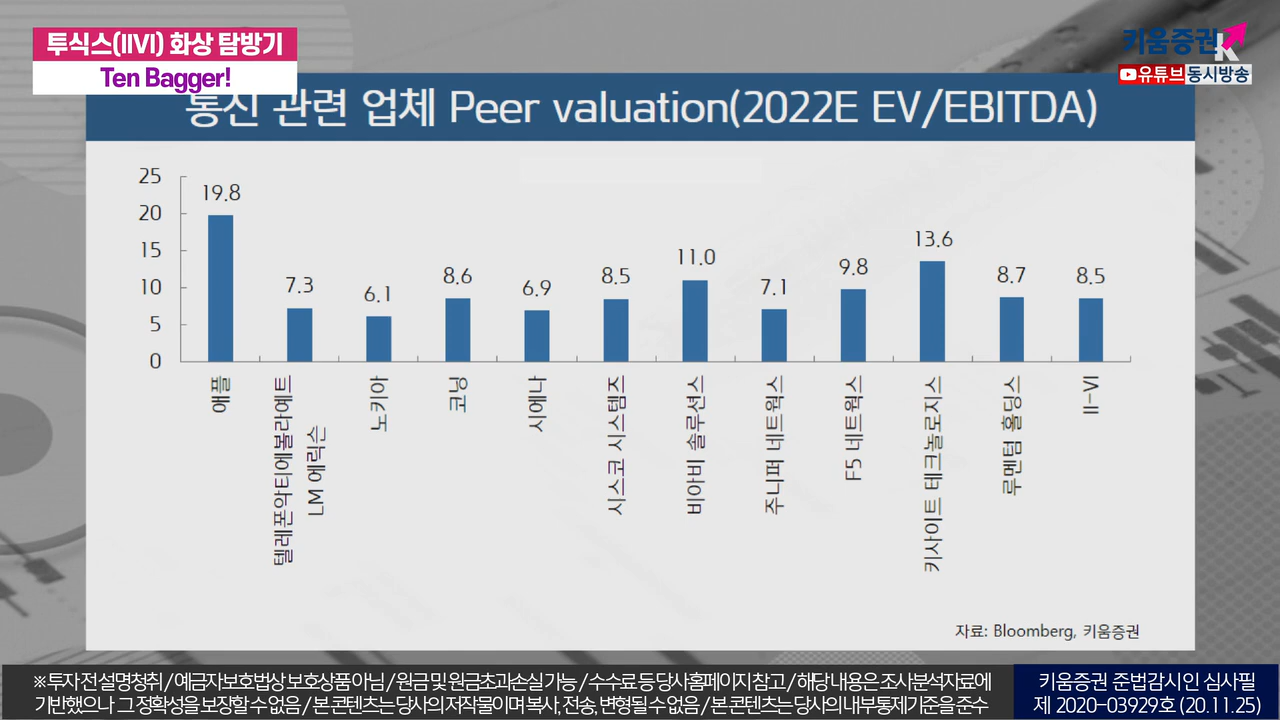 투식스(IIVI) 화상 탐방기
Ten Bagger!
키움증권
유튜브 동시방송
통신 관련 업체 Peer valuation(2022E EV/EBITDA)
25
20
15
10
5
0
19.8
7.3
6.1
8.6
6.9
8.5
11.0
7.1
9.8
13.6
8.7
8.5
애플
텔레폰악티에볼라예트
LM 에릭슨
노키아
코닝
시에나
시스코 시스템즈
비아비 솔루션스
주니퍼 네트웍스
F5 네트웍스
키사이트 테크놀로지스
루멘텀 홀딩스
II-VI
자료: Bloomberg, 키움증권
※ 투자 전 설명청취 / 예금자보호법상 보호상품 아님 / 원금 및 원금초과손실 가능 / 수수료 등 당사홈페이지 참고 / 해당 내용은 조사분석자료에
기반했으나 그 정확성을 보장할 수 없음 / 본 콘텐츠는 당사의 저작물이며 복사, 전송, 변형될 수 없음 / 본 콘텐츠는 당사의 내부통제기준을 준수
키움증권 준법감시인 심사필
제 2020-03929호 (20.11.25)